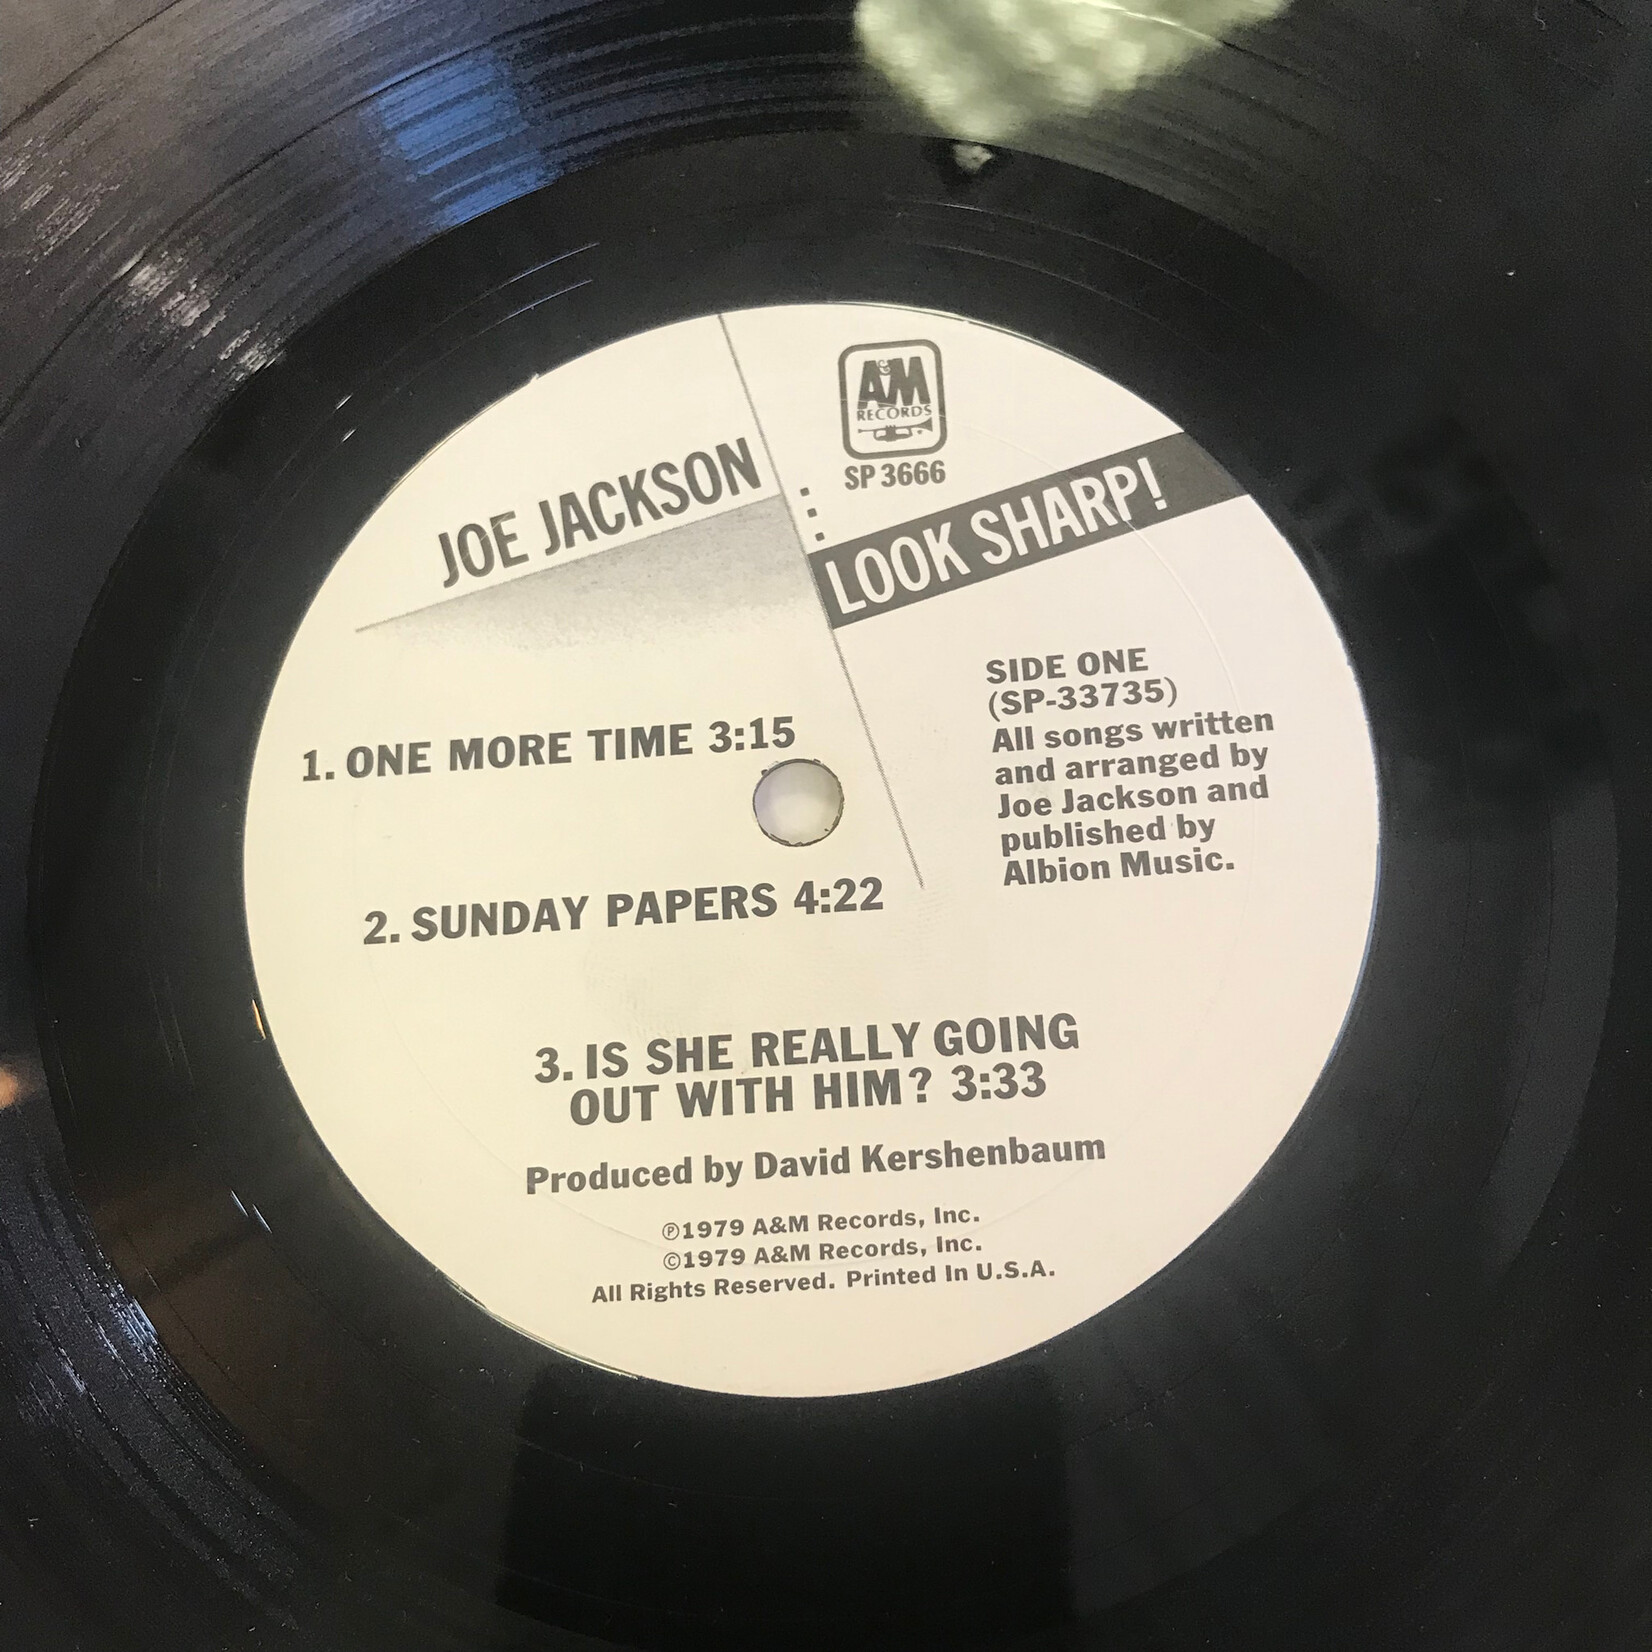 A&M
RECORDS
SP 3666
JOE JACKSON
LOOK SHARP!
SIDE ONE
(SP-33735)
All songs written
and arranged by
Joe Jackson and
published by
Albion Music.
1. ONE MORE TIME 3:15
2. SUNDAY PAPERS 4:22
3. IS SHE REALLY GOING
OUT WITH HIM? 3:33
Produced by David Kershenbaum
℗1979 A&M Records, Inc.
©1979 A&M Records, Inc.
All Rights Reserved. Printed In U.S.A.